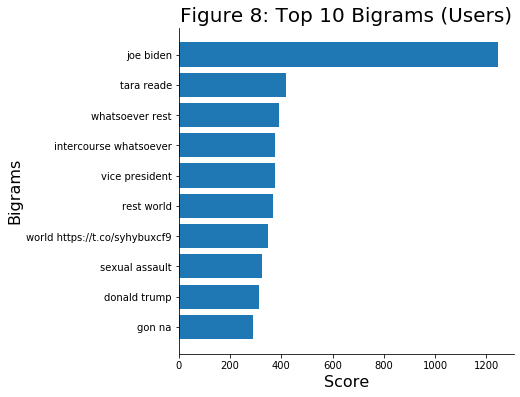 Figure 8: Top 10 Bigrams (Users)
joe biden
tara reade
whatsoever rest
intercourse whatsoever
vice president
rest world
world https://t.co/syhybuxcf9
sexual assault
donald trump
gon na
Bigrams
0 200 400 600 800 1000 1200
Score